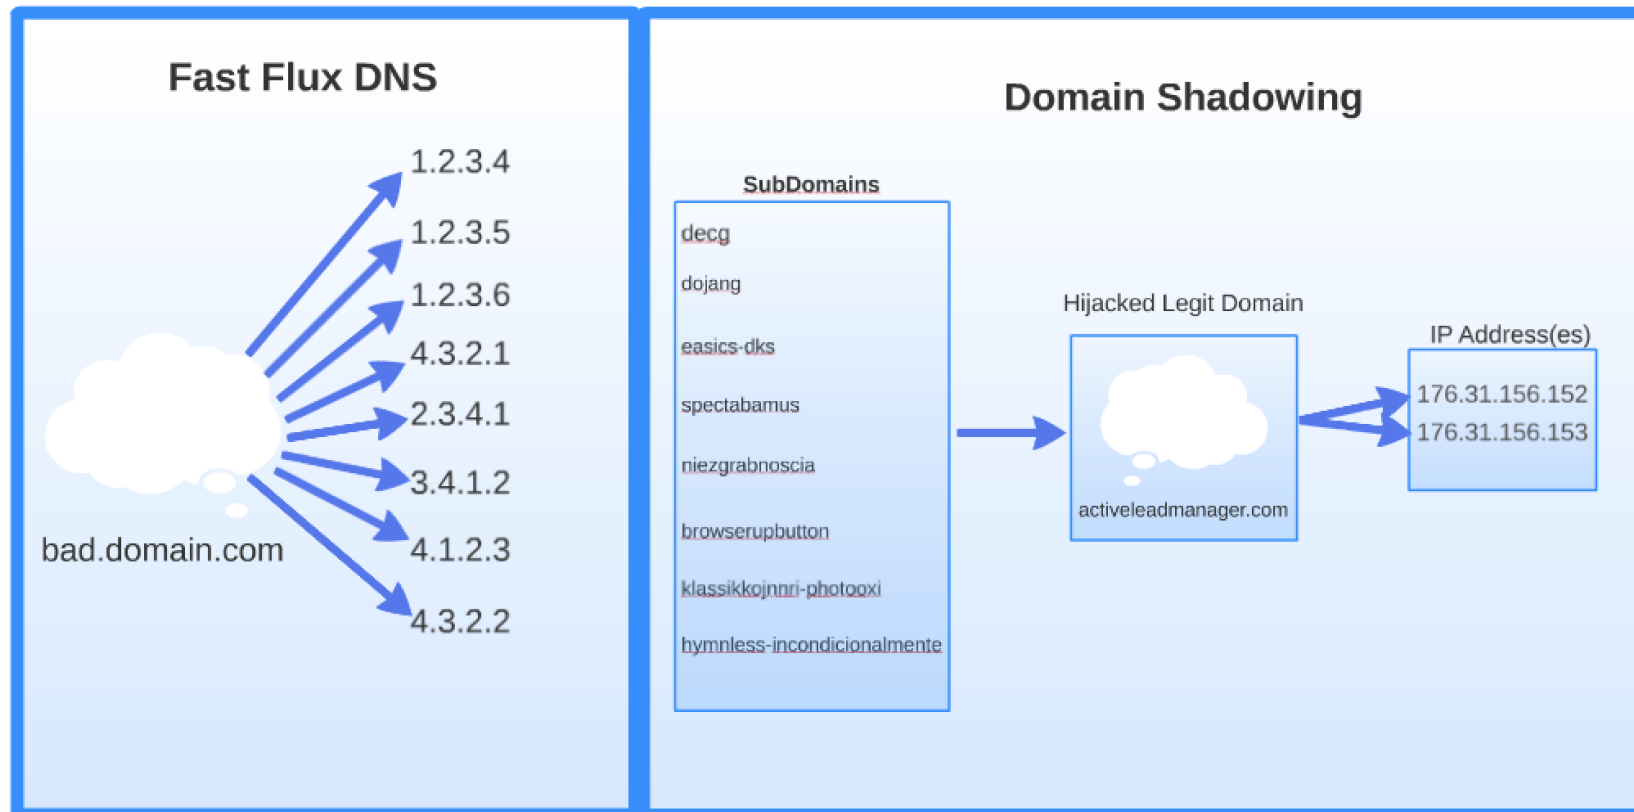 Fast Flux DNS
1.2.3.4
1.2.3.5
1.2.3.6
4.3.2.1
2.3.4.1
3.4.1.2
4.1.2.3
4.3.2.2
bad.domain.com
Domain Shadowing
SubDomains
decg
dojang
easics-dks
spectabamus
niezgrabnoscia
browserupbutton
klassikkojnnri-photooxi
hymnless-incondicionalmente
Hijacked Legit Domain
activeleadmanager.com
IP Address(es)
176.31.156.152
176.31.156.153